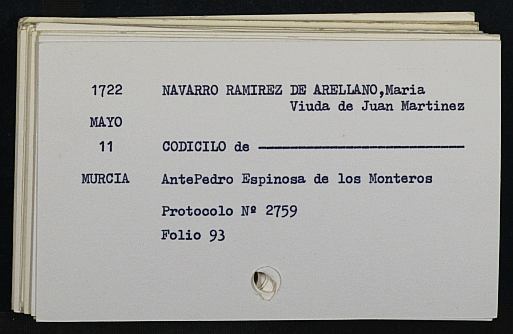 1722 NAVARRO RAMIREZ DE ARELLANO,Maria
Viuda de Juan Martinez
MAYO
11 CODICILO de
MURCIA AntePedro Espinosa de los Monteros
Protocolo Nº 2759
Folio 93